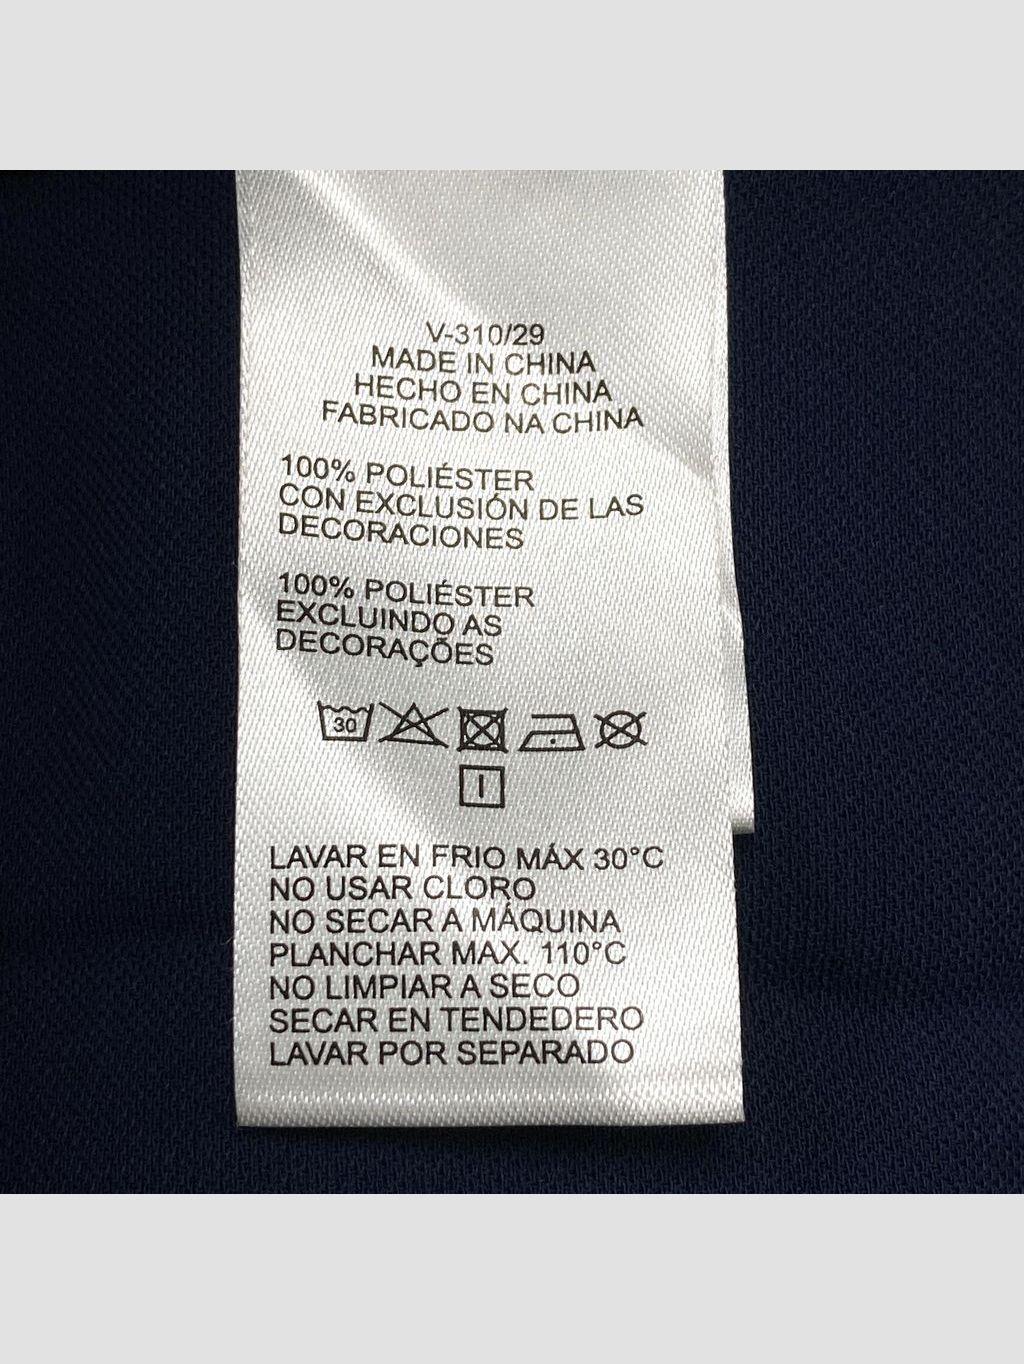 V-310/29
MADE IN CHINA
HECHO EN CHINA
FABRICADO NA CHINA
100% POLIÉSTER
CON EXCLUSIÓN DE LAS
DECORACIONES
100% POLIÉSTER
EXCLUINDO AS
DECORAÇÕES
30
LAVAR EN FRIO MÁX 30°C
NO USAR CLORO
NO SECAR A MÁQUINA
PLANCHAR MAX. 110°C
NO LIMPIAR A SECO
SECAR EN TENDEDERO
LAVAR POR SEPARADO